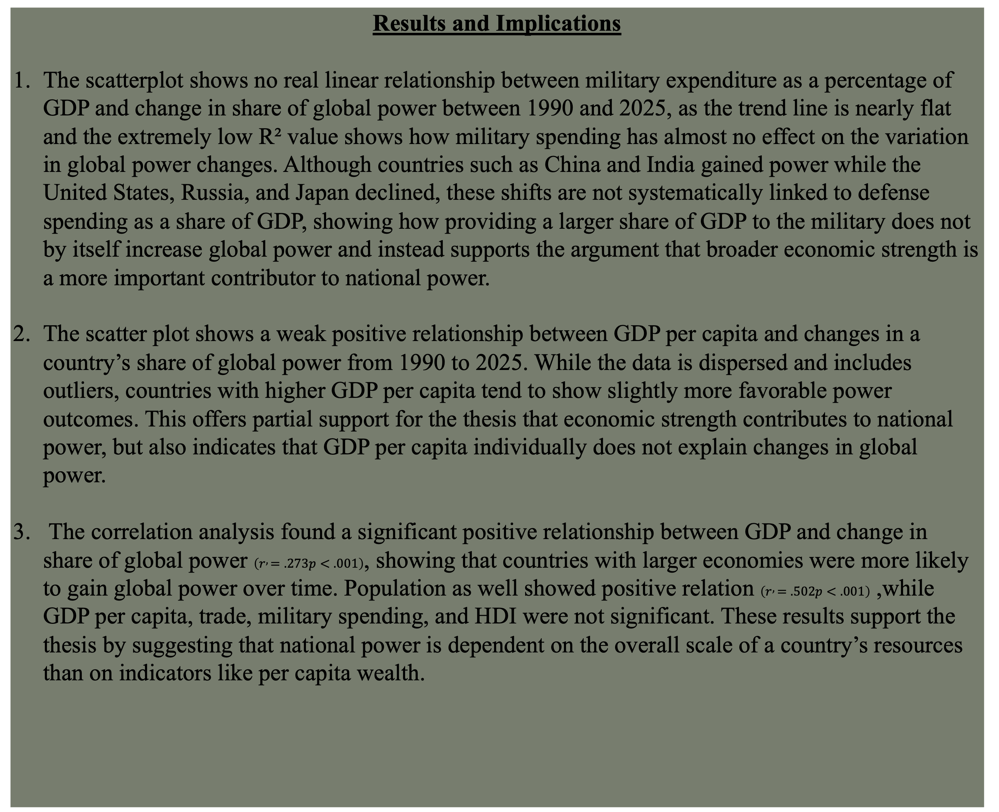 Results and Implications
1. The scatterplot shows no real linear relationship between military expenditure as a percentage of
GDP and change in share of global power between 1990 and 2025, as the trend line is nearly flat
and the extremely low R² value shows how military spending has almost no effect on the variation
in global power changes. Although countries such as China and India gained power while the
United States, Russia, and Japan declined, these shifts are not systematically linked to defense
spending as a share of GDP, showing how providing a larger share of GDP to the military does not
by itself increase global power and instead supports the argument that broader economic strength is
a more important contributor to national power.
2. The scatter plot shows a weak positive relationship between GDP per capita and changes in a
country’s share of global power from 1990 to 2025. While the data is dispersed and includes
outliers, countries with higher GDP per capita tend to show slightly more favorable power
outcomes. This offers partial support for the thesis that economic strength contributes to national
power, but also indicates that GDP per capita individually does not explain changes in global
power.
3. The correlation analysis found a significant positive relationship between GDP and change in
share of global power (r, = .273p < .001), showing that countries with larger economies were more likely
to gain global power over time. Population as well showed positive relation (r, = .502p < .001) ,while
GDP per capita, trade, military spending, and HDI were not significant. These results support the
thesis by suggesting that national power is dependent on the overall scale of a country’s resources
than on indicators like per capita wealth.